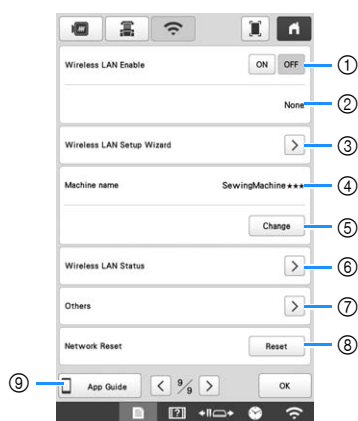 Wireless LAN Enable ON OFF ①
None ②
Wireless LAN Setup Wizard > ③
Machine name SewingMachine★★★ ④
Change ⑤
Wireless LAN Status > ⑥
Others > ⑦
Network Reset Reset ⑧
⑨ App Guide < 9/9 > OK